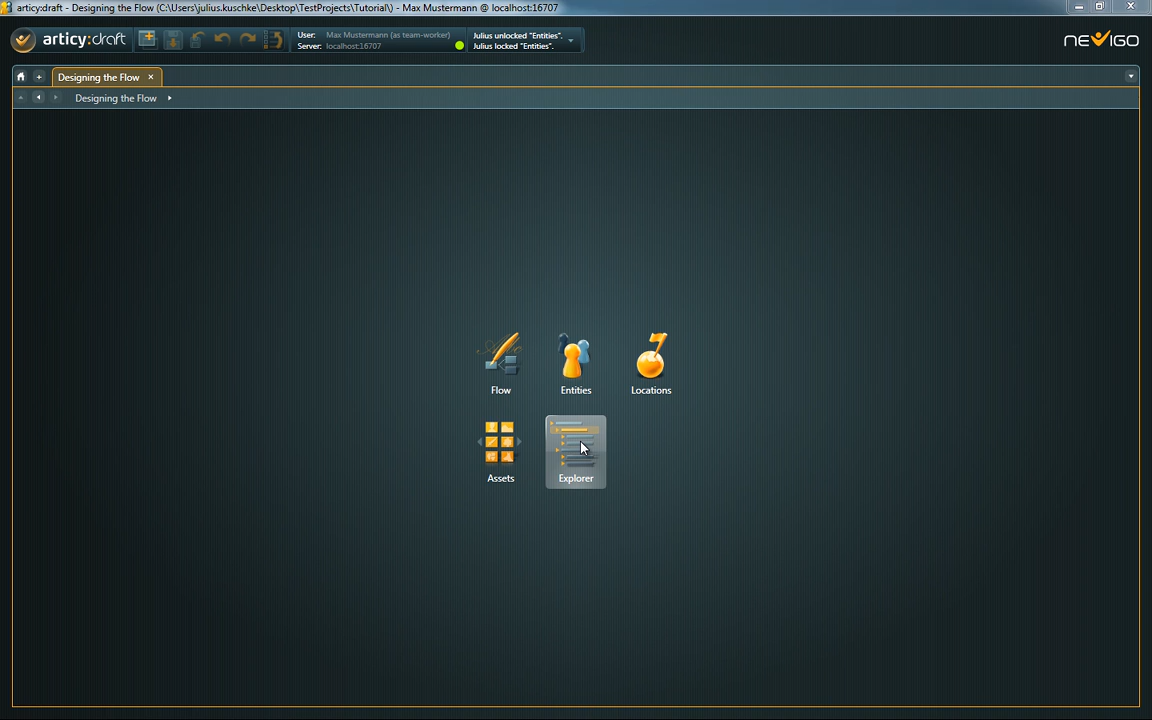 articy:draft - Designing the Flow (C:\Users\julius.kuschke\Desktop\TestProjects\Tutorial\) - Max Mustermann @ localhost:16707
articy:draft
User: Max Mustermann (as team-worker)
Server: localhost:16707
Julius unlocked "Entities".
Julius locked "Entities".
nevigo
Designing the Flow
Designing the Flow
Flow
Entities
Locations
Assets
Explorer